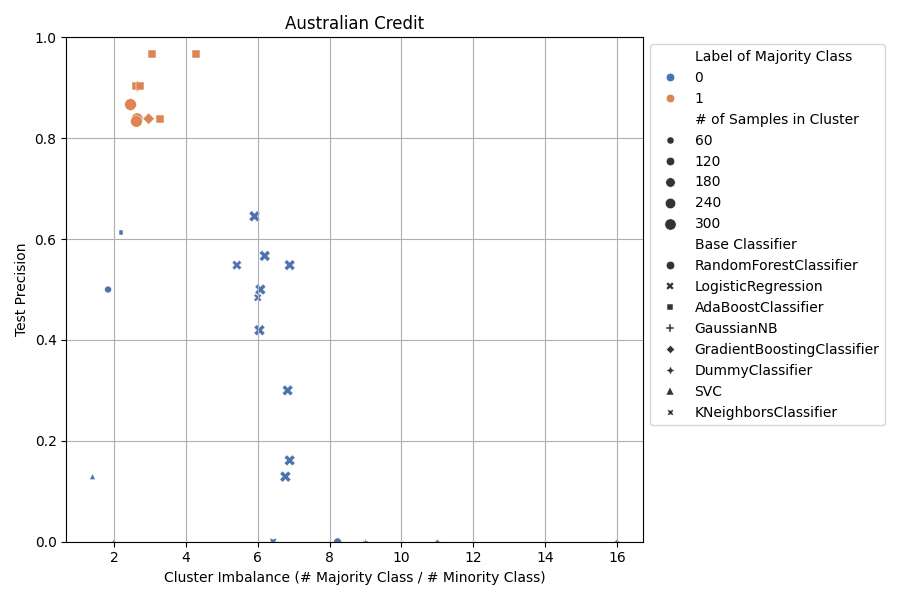 Australian Credit
1.0
0.8
0.6
0.4
0.2
0.0
Test Precision
2 4 6 8 10 12 14 16
Cluster Imbalance (# Majority Class / # Minority Class)
Label of Majority Class
0
1
# of Samples in Cluster
60
120
180
240
300
Base Classifier
RandomForestClassifier
LogisticRegression
AdaBoostClassifier
GaussianNB
GradientBoostingClassifier
DummyClassifier
SVC
KNeighborsClassifier